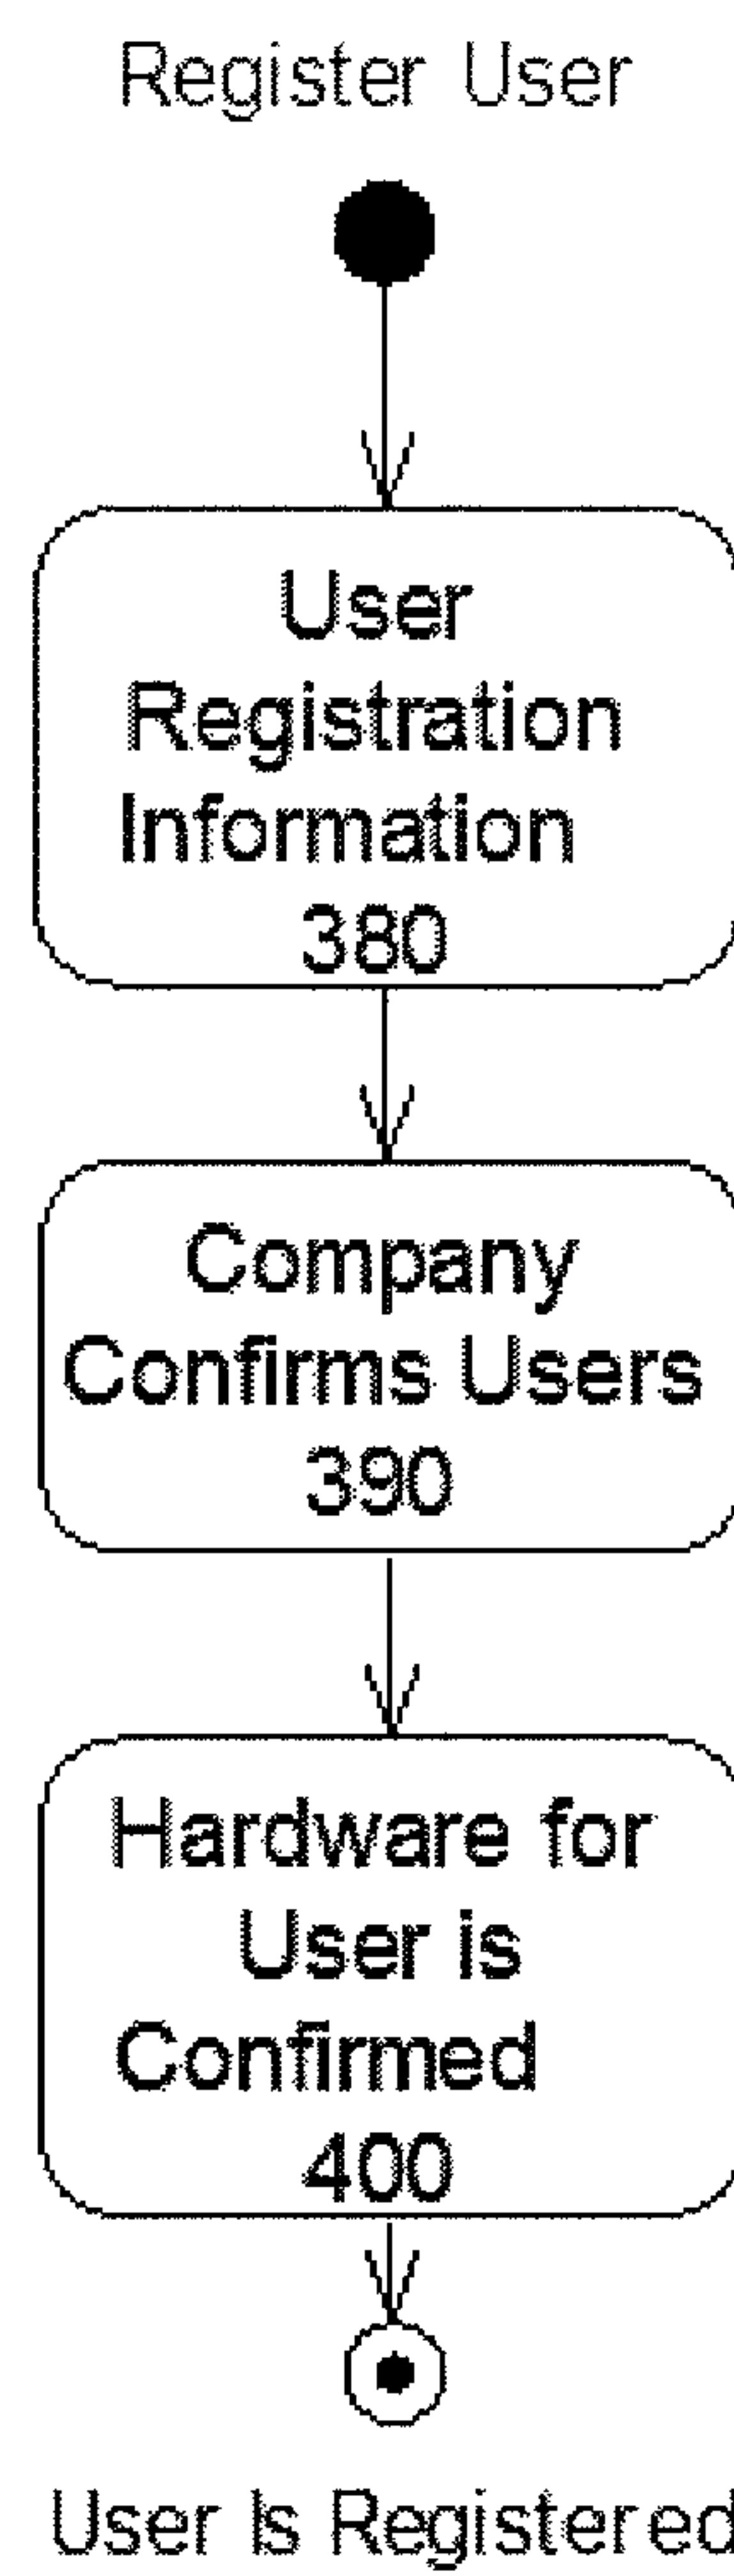 Register User
User
Registration
Information
380
Company
Confirms Users
390
Hardware for
User is
Confirmed
400
User Is Registered